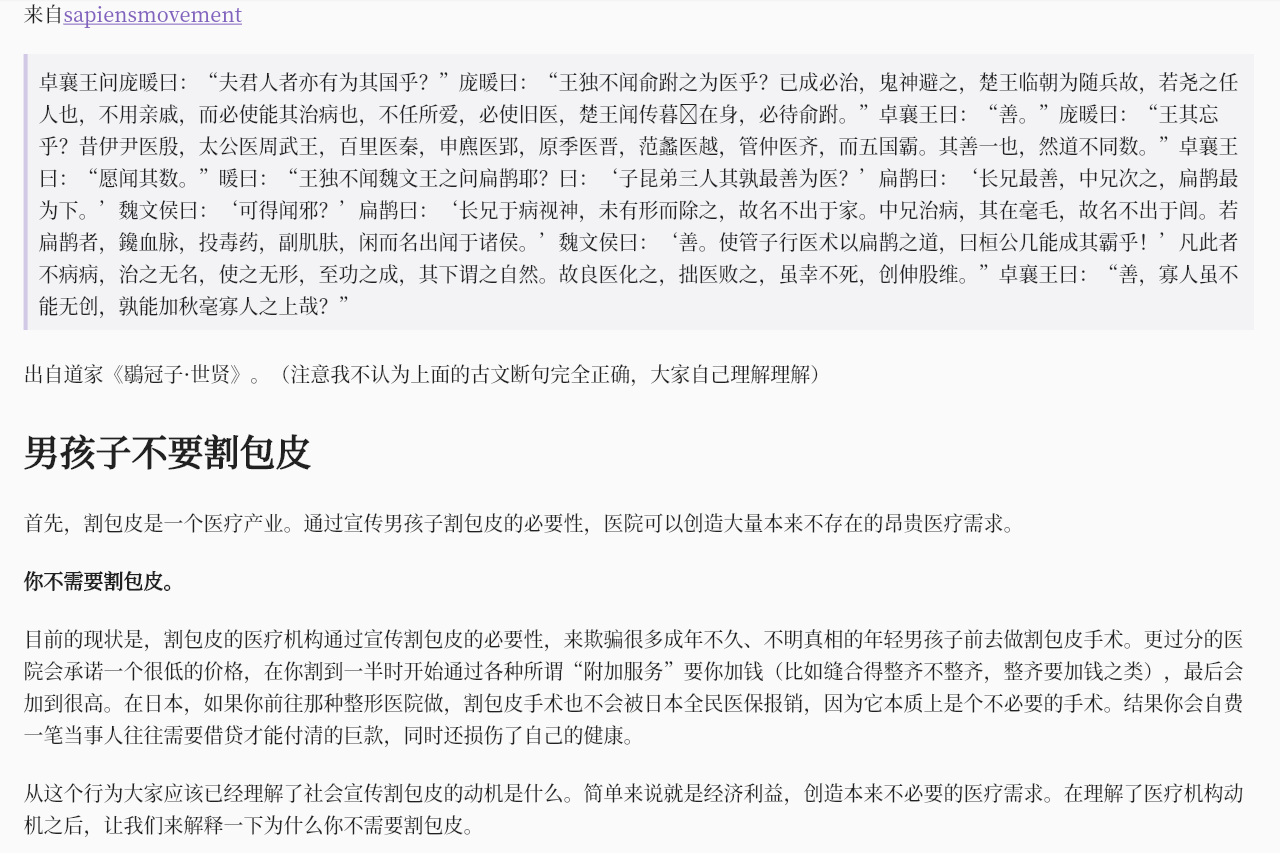 来自sapiensmovement
卓襄王问庞暖曰：“夫君人者亦有为其国乎？”庞暖曰：“王独不闻俞跗之为医乎？已成必治，鬼神避之，楚王临朝为随兵故，若尧之任
人也，不用亲戚，而必使能其治病也，不任所爱，必使旧医，楚王闻传暮在身，必待俞跗。”卓襄王曰：“善。”庞暖曰：“王其忘
乎？昔伊尹医殷，太公医周武王，百里医秦，申麃医郢，原季医晋，范蠡医越，管仲医齐，而五国霸。其善一也，然道不同数。”卓襄王
曰：“愿闻其数。”暖曰：“王独不闻魏文王之问扁鹊耶？曰：‘子昆弟三人其孰最善为医？’扁鹊曰：‘长兄最善，中兄次之，扁鹊最
为下。’魏文侯曰：‘可得闻邪？’扁鹊曰：‘长兄于病视神，未有形而除之，故名不出于家。中兄治病，其在毫毛，故名不出于闾。若
扁鹊者，鑱血脉，投毒药，副肌肤，闲而名出闻于诸侯。’魏文侯曰：‘善。使管子行医术以扁鹊之道，曰桓公几能成其霸乎！’凡此者
不病病，治之无名，使之无形，至功之成，其下谓之自然。故良医化之，拙医败之，虽幸不死，创伸股维。”卓襄王曰：“善，寡人虽不
能无创，孰能加秋毫寡人之上哉？”
出自道家《鶡冠子·世贤》。（注意我不认为上面的古文断句完全正确，大家自己理解理解）
男孩子不要割包皮
首先，割包皮是一个医疗产业。通过宣传男孩子割包皮的必要性，医院可以创造大量本来不存在的昂贵医疗需求。
你不需要割包皮。
目前的现状是，割包皮的医疗机构通过宣传割包皮的必要性，来欺骗很多成年不久、不明真相的年轻男孩子前去做割包皮手术。更过分的医
院会承诺一个很低的价格，在你割到一半时开始通过各种所谓“附加服务”要你加钱（比如缝合得整齐不整齐，整齐要加钱之类），最后会
加到很高。在日本，如果你前往那种整形医院做，割包皮手术也不会被日本全民医保报销，因为它本质上是个不必要的手术。结果你会自费
一笔当事人往往需要借贷才能付清的巨款，同时还损伤了自己的健康。
从这个行为大家应该已经理解了社会宣传割包皮的动机是什么。简单来说就是经济利益，创造本来不必要的医疗需求。在理解了医疗机构动
机之后，让我们来解释一下为什么你不需要割包皮。